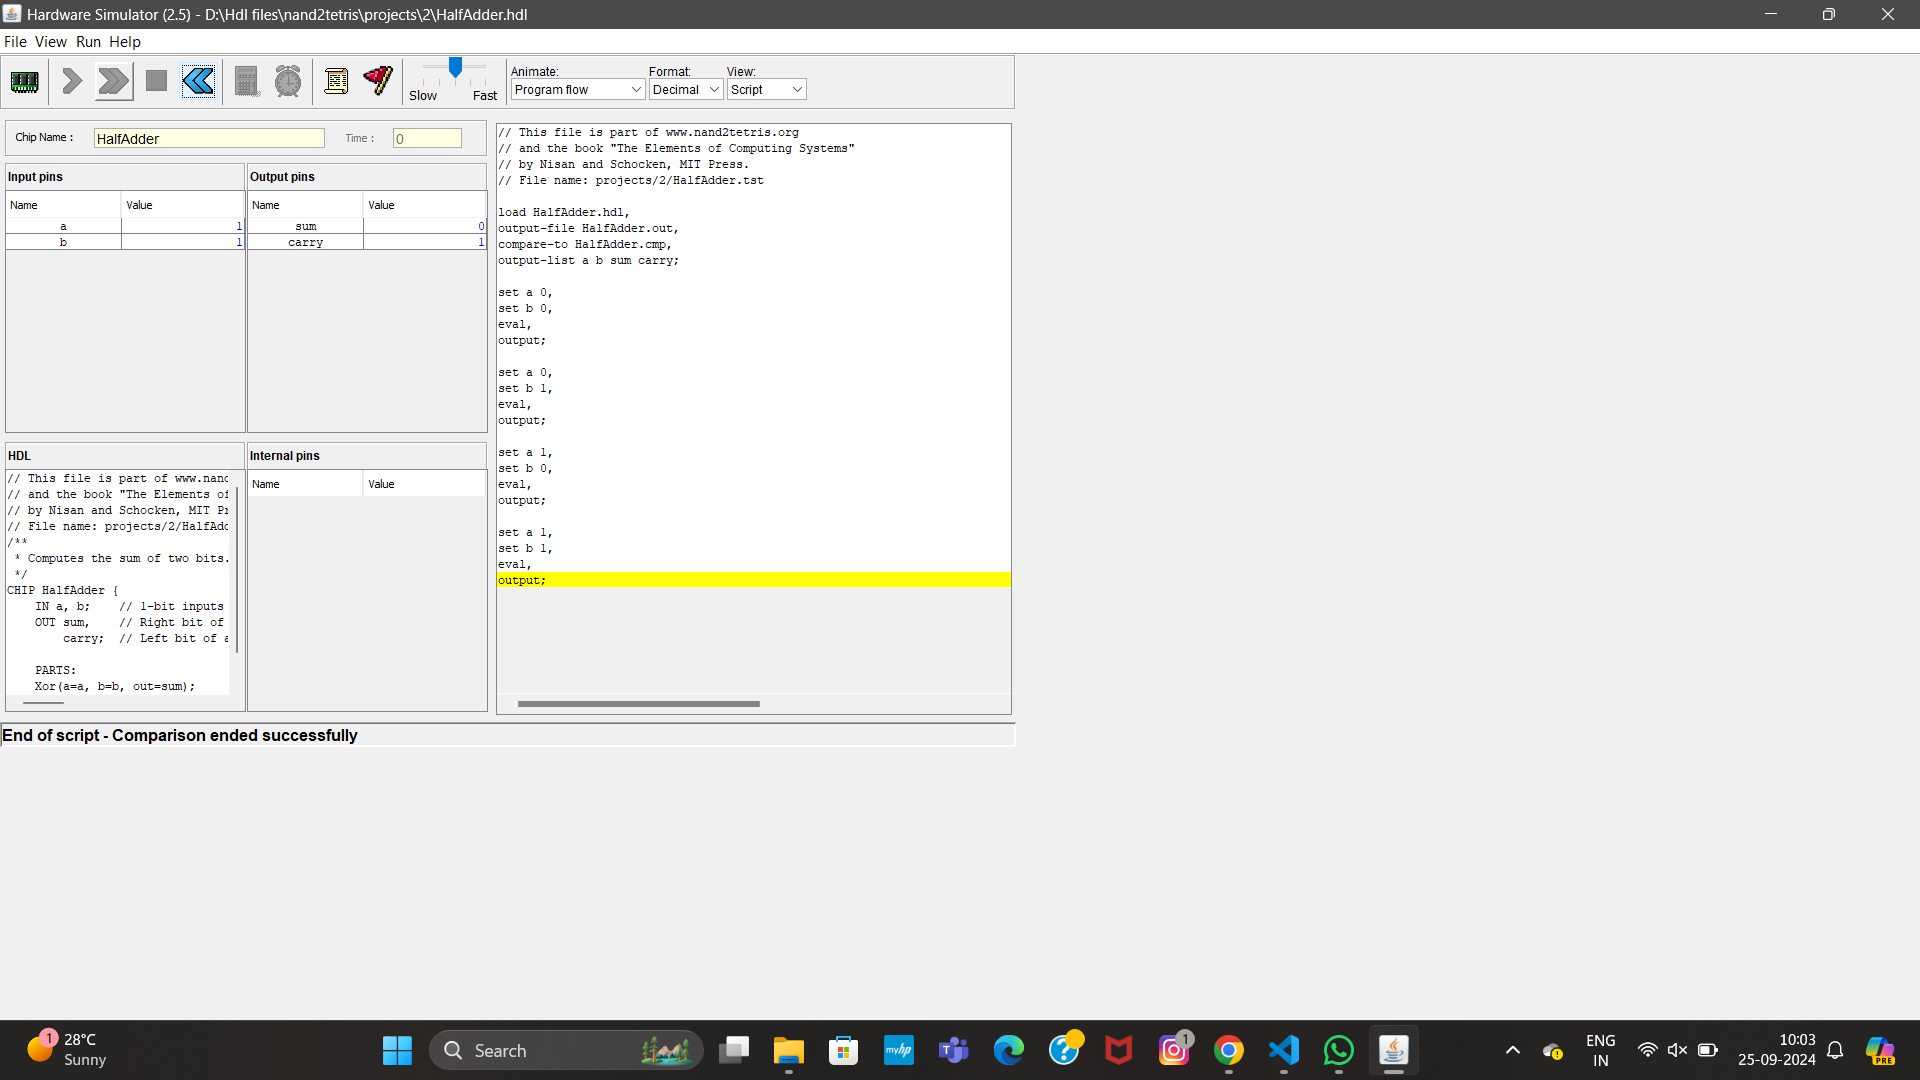 Hardware Simulator (2.5) - D:\Hdl files\nand2tetris\projects\2\HalfAdder.hdl
File View Run Help
Slow Fast
Animate: Format: View:
Program flow Decimal Script
Chip Name : HalfAdder Time : 0
Input pins
Name Value
a 1
b 1
Output pins
Name Value
sum 0
carry 1
HDL
// This file is part of www.nand
// and the book "The Elements of
// by Nisan and Schocken, MIT Pr
// File name: projects/2/HalfAdd
/**
* Computes the sum of two bits.
*/
CHIP HalfAdder {
IN a, b; // 1-bit inputs
OUT sum, // Right bit of
carry; // Left bit of a
PARTS:
Xor(a=a, b=b, out=sum);
Internal pins
Name Value
// This file is part of www.nand2tetris.org
// and the book "The Elements of Computing Systems"
// by Nisan and Schocken, MIT Press.
// File name: projects/2/HalfAdder.tst
load HalfAdder.hdl,
output-file HalfAdder.out,
compare-to HalfAdder.cmp,
output-list a b sum carry;
set a 0,
set b 0,
eval,
output;
set a 0,
set b 1,
eval,
output;
set a 1,
set b 0,
eval,
output;
set a 1,
set b 1,
eval,
output;
End of script - Comparison ended successfully
1
28°C
Sunny
Search
myhp
T
?
1
ENG
IN
10:03
25-09-2024
PRE